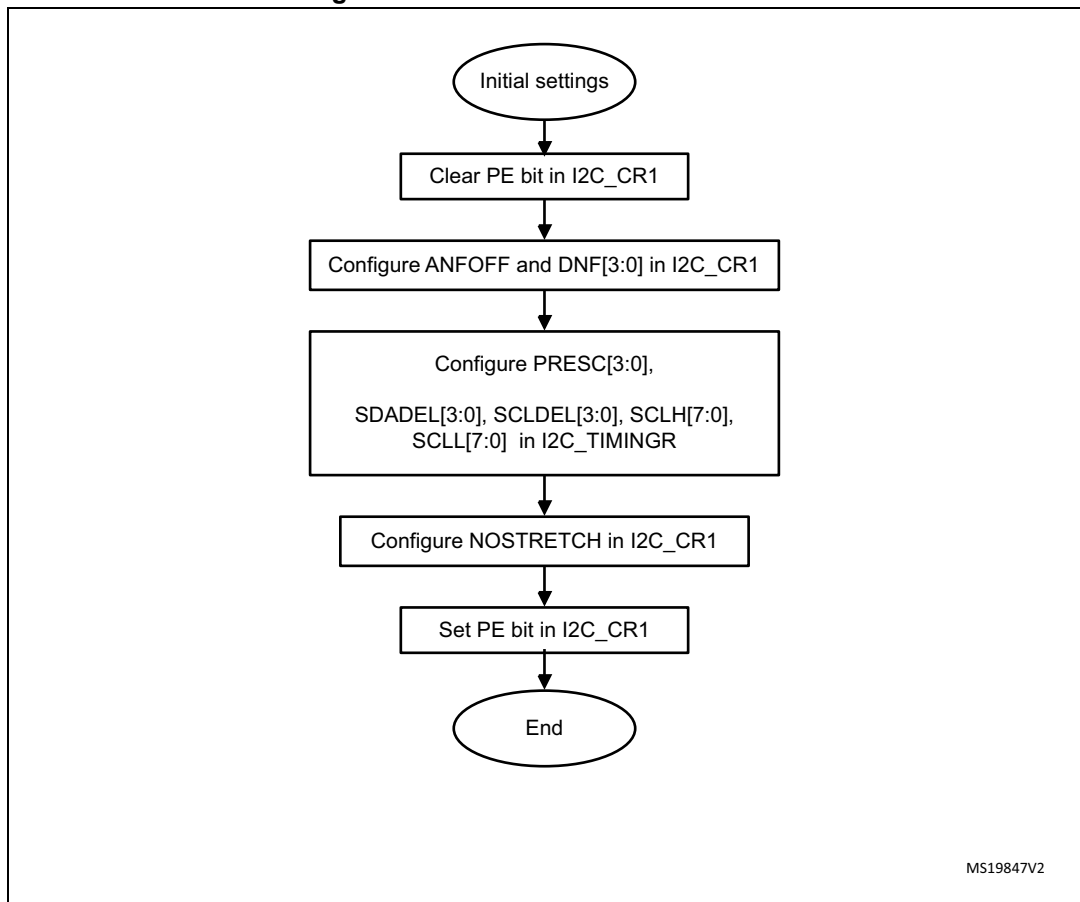 Initial settings
Clear PE bit in I2C_CR1
Configure ANFOFF and DNF[3:0] in I2C_CR1
Configure PRESC[3:0],
SDADEL[3:0], SCLDEL[3:0], SCLH[7:0],
SCLL[7:0] in I2C_TIMINGR
Configure NOSTRETCH in I2C_CR1
Set PE bit in I2C_CR1
End
MS19847V2